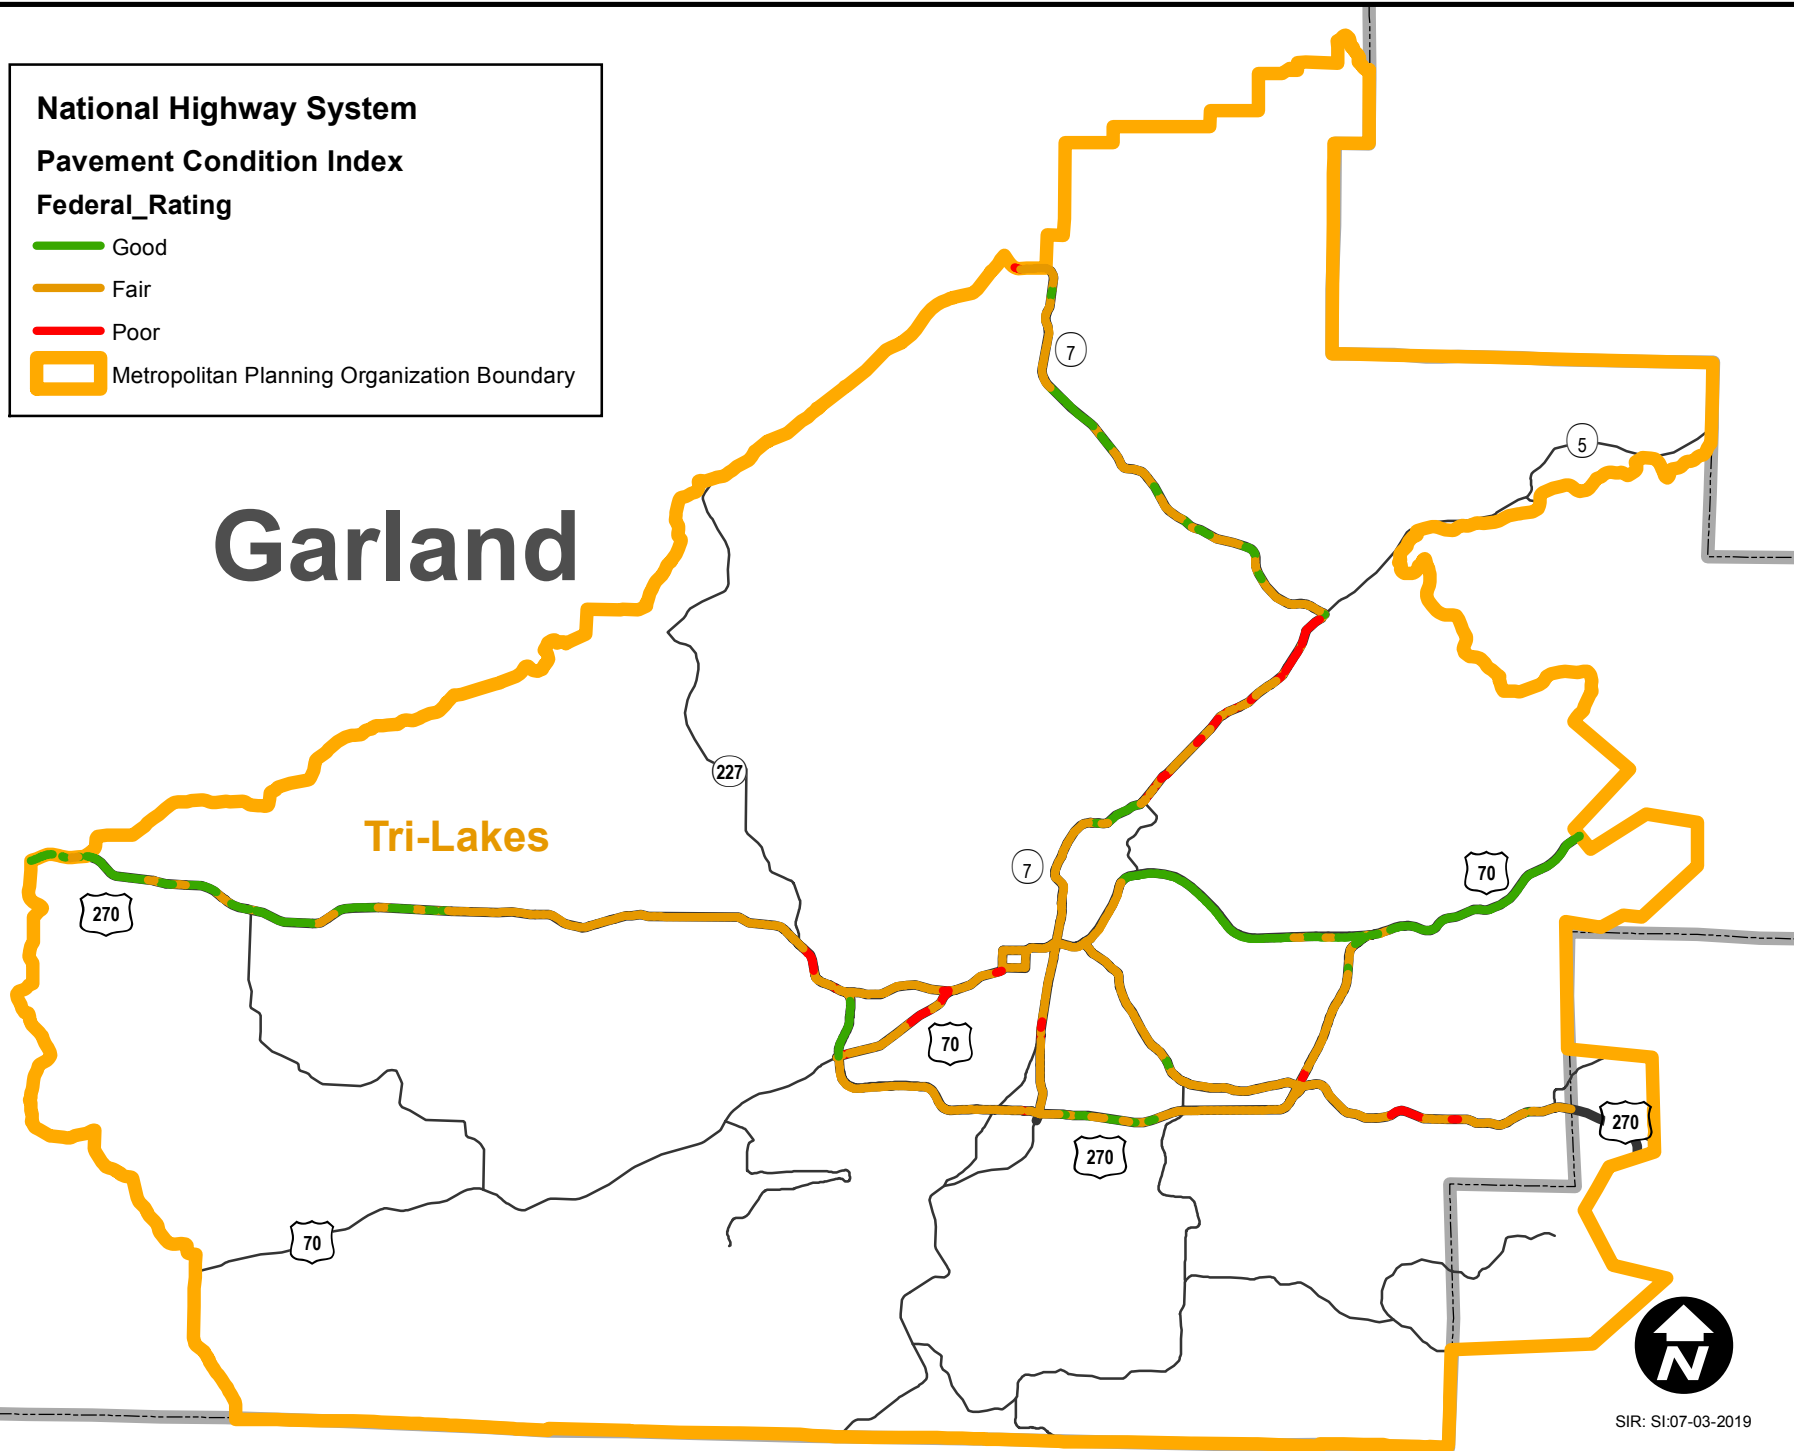 National Highway System
Pavement Condition Index
Federal_Rating
Good
Fair
Poor
Metropolitan Planning Organization Boundary
7
5
Garland
227
Tri-Lakes
7
70
270
70
270
270
70
N
SIR: SI:07-03-2019